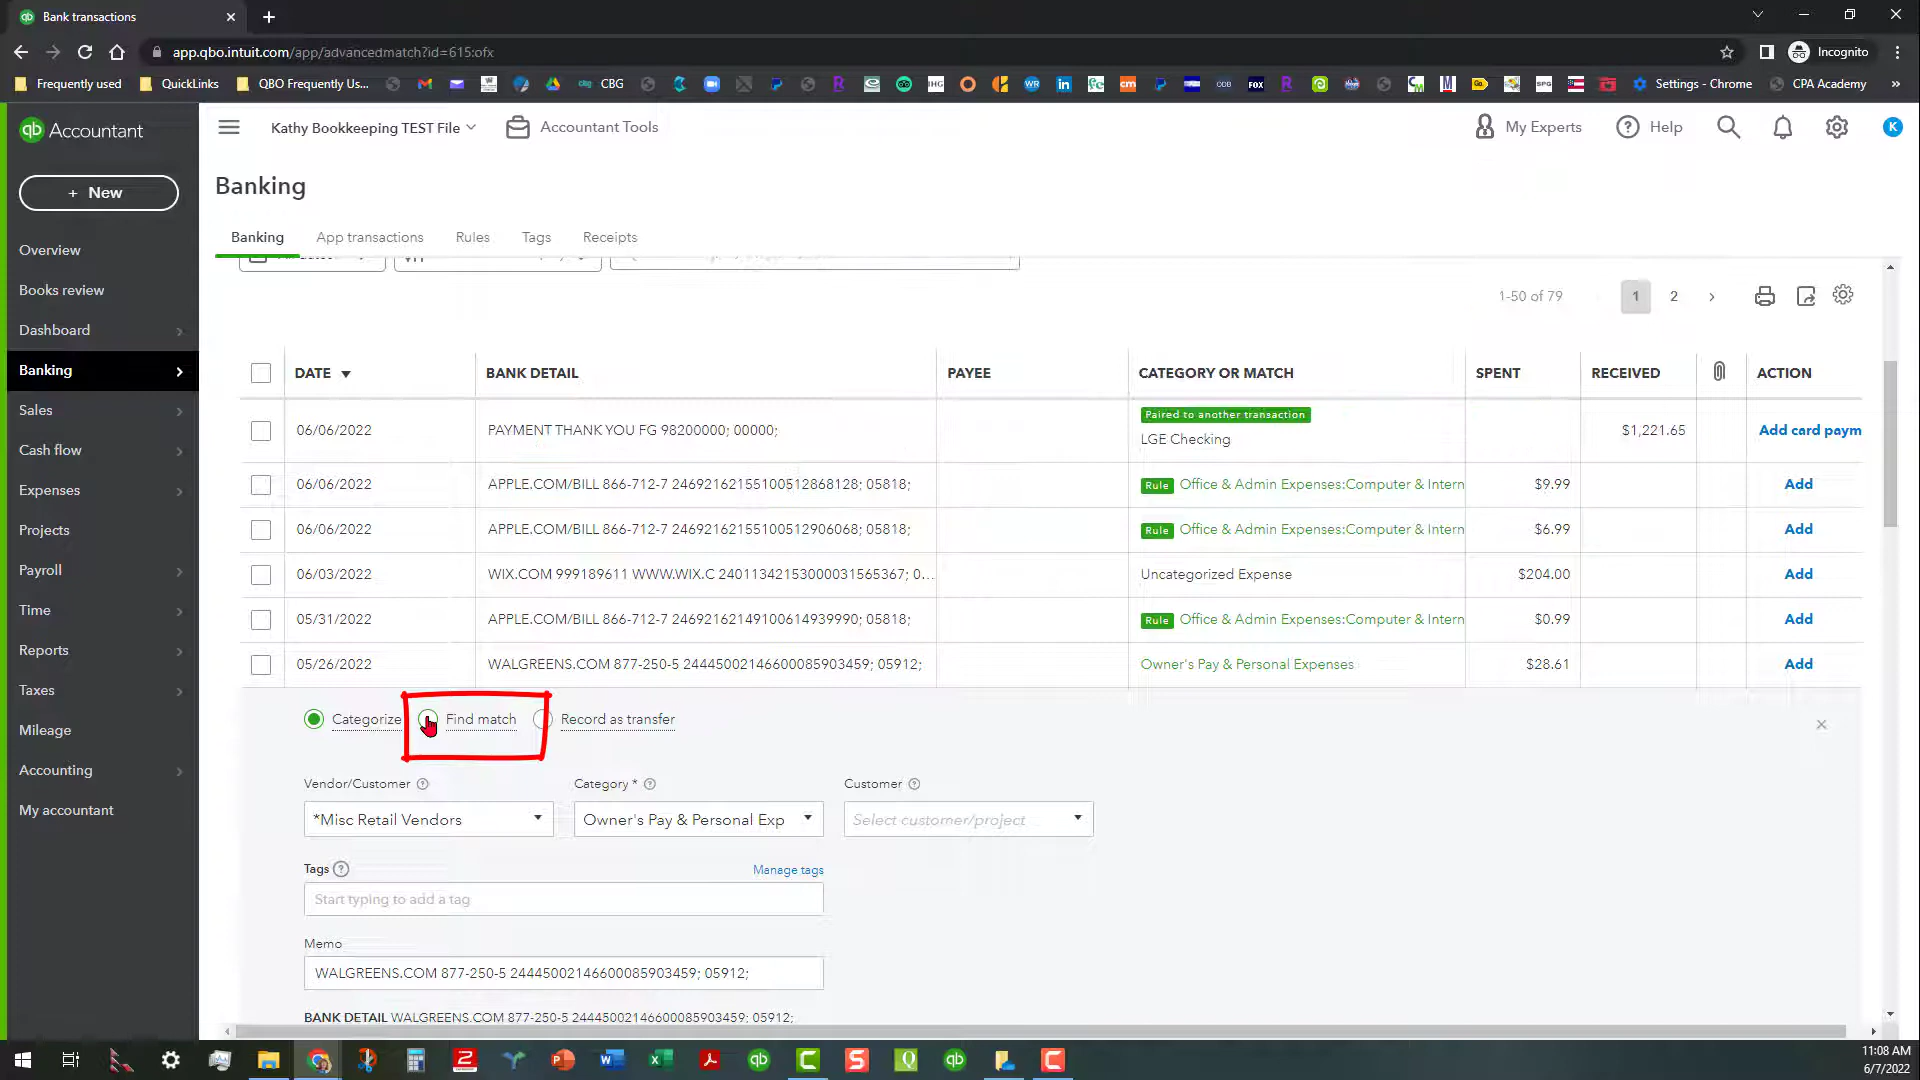 Bank transactions
app.qbo.intuit.com/app/advancedmatch?id=615:ofx
Incognito
Frequently used
QuickLinks
QBO Frequently Us...
CBG
Settings - Chrome
CPA Academy
qb Accountant
Kathy Bookkeeping TEST File
Accountant Tools
My Experts
Help
K
+ New
Banking
Banking
App transactions
Rules
Tags
Receipts
Overview
Books review
Dashboard
Banking
Sales
Cash flow
Expenses
Projects
Payroll
Time
Reports
Taxes
Mileage
Accounting
My accountant
1-50 of 79
1
2
DATE
BANK DETAIL
PAYEE
CATEGORY OR MATCH
SPENT
RECEIVED
ACTION
06/06/2022
PAYMENT THANK YOU FG 98200000; 00000;
Paired to another transaction
LGE Checking
$1,221.65
Add card paym
06/06/2022
APPLE.COM/BILL 866-712-7 24692162155100512868128; 05818;
Rule Office & Admin Expenses:Computer & Intern
$9.99
Add
06/06/2022
APPLE.COM/BILL 866-712-7 24692162155100512906068; 05818;
Rule Office & Admin Expenses:Computer & Intern
$6.99
Add
06/03/2022
WIX.COM 999189611 WWW.WIX.C 24011342153000031565367; 0...
Uncategorized Expense
$204.00
Add
05/31/2022
APPLE.COM/BILL 866-712-7 24692162149100614939990; 05818;
Rule Office & Admin Expenses:Computer & Intern
$0.99
Add
05/26/2022
WALGREENS.COM 877-250-5 24445002146600085903459; 05912;
Owner's Pay & Personal Expenses
$28.61
Add
Categorize
Find match
Record as transfer
Vendor/Customer
Category *
Customer
*Misc Retail Vendors
Owner's Pay & Personal Exp
Select customer/project
Tags
Manage tags
Start typing to add a tag
Memo
WALGREENS.COM 877-250-5 24445002146600085903459; 05912;
BANK DETAIL WALGREENS.COM 877-250-5 24445002146600085903459; 05912;
11:08 AM
6/7/2022